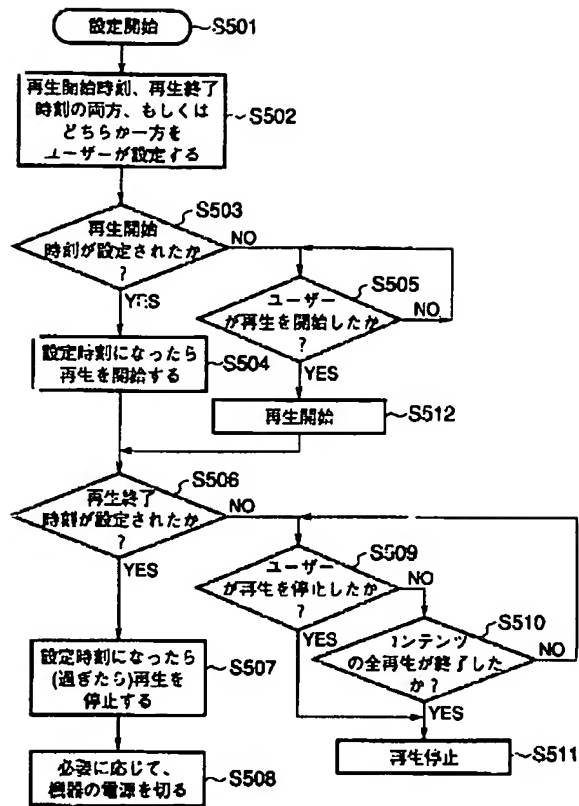 設定開始
S501
再生開始時刻、再生終了
時刻の両方、もしくは
どちらか一方を
ユーザーが設定する
S502
再生開始
時刻が設定されたか
?
S503
NO
YES
ユーザー
が再生を開始したか
?
S505
NO
YES
設定時刻になったら
再生を開始する
S504
再生開始
S512
再生終了
時刻が設定されたか
?
S506
NO
YES
ユーザー
が再生を停止したか
?
S509
NO
YES
コンテンツ
の全再生が終了した
か?
S510
NO
YES
設定時刻になったら
(過ぎたら)再生を
停止する
S507
再生停止
S511
必要に応じて、
機器の電源を切る
S508